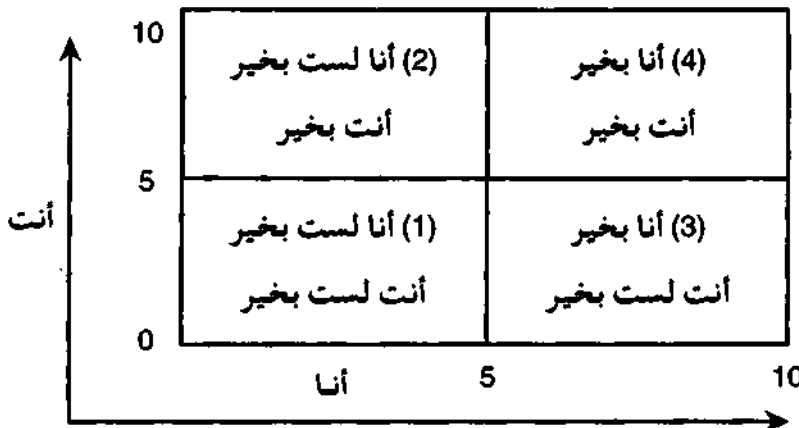 10
(2) أنا لست بخير
أنت بخير
(4) أنا بخير
أنت بخير
5
أنت
(1) أنا لست بخير
أنت لست بخير
(3) أنا بخير
أنت لست بخير
0
أنا
5
10